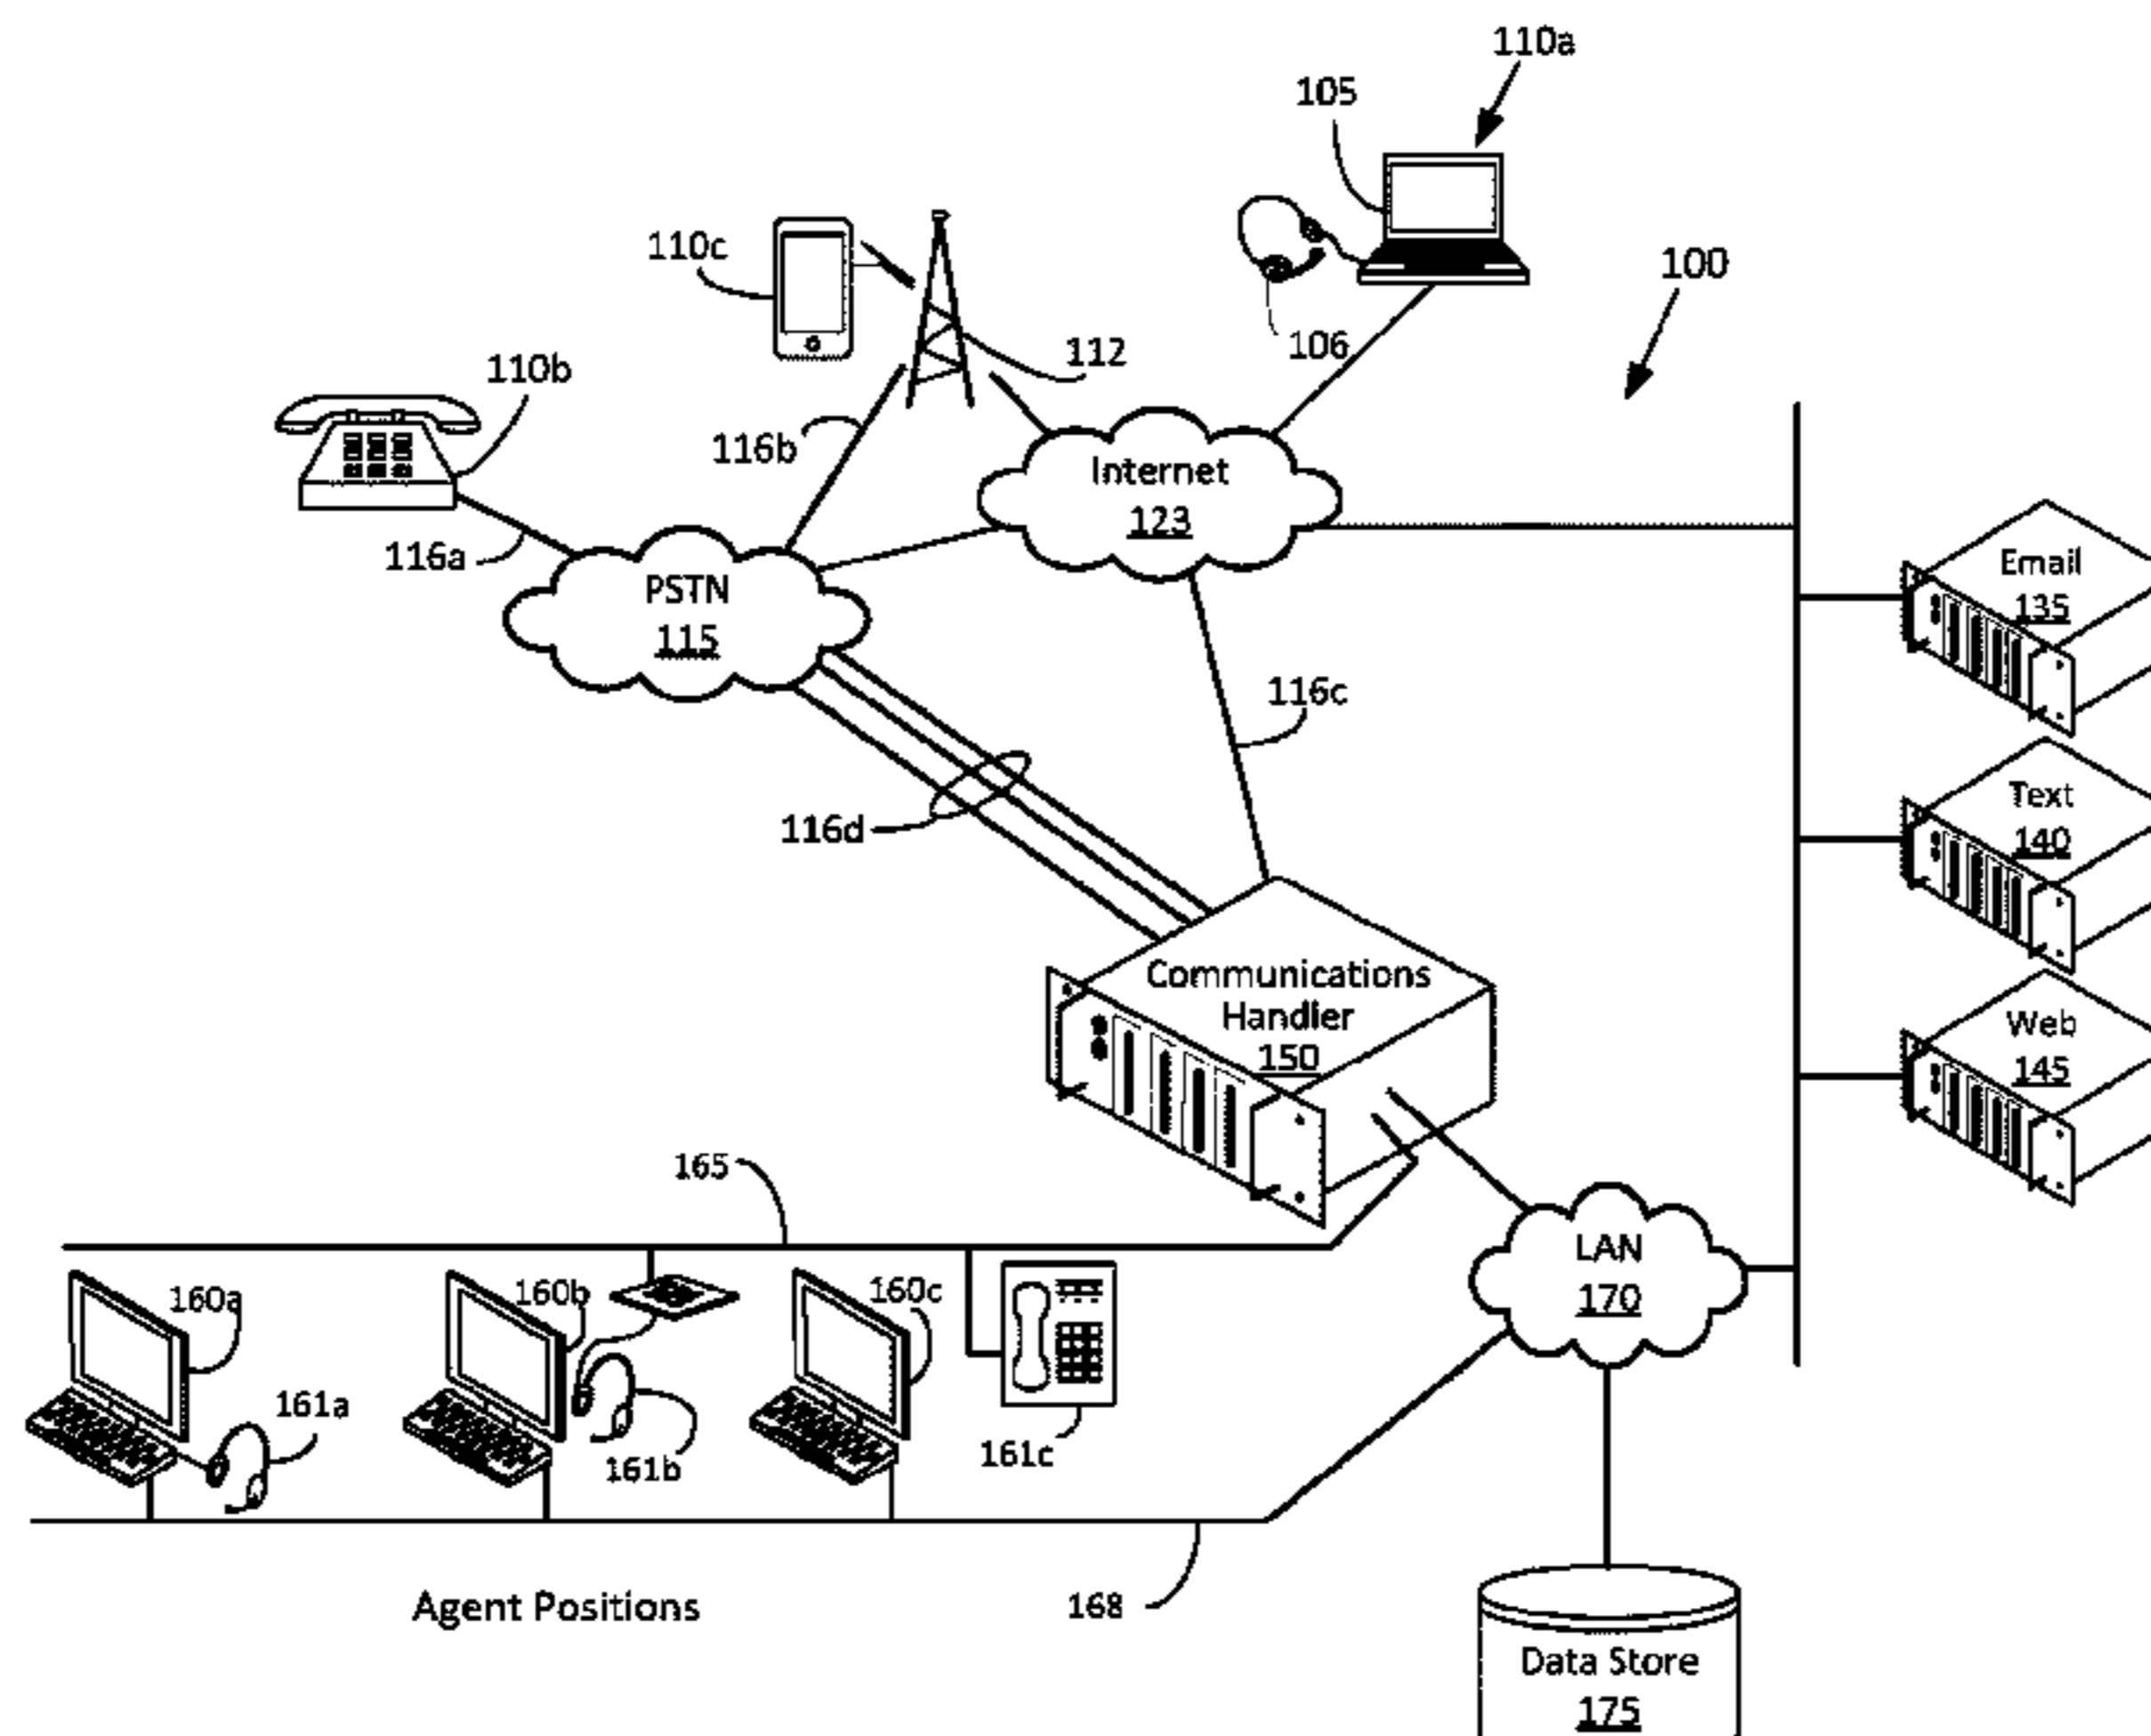 110a
105
110c
100
106
112
110b
116b
Internet
123
116a
Email
135
PSTN
115
116c
Text
140
116d
Communications
Handler
150
Web
145
165
LAN
170
160a
160b
160c
161a
161b
161c
Agent Positions
168
Data Store
175